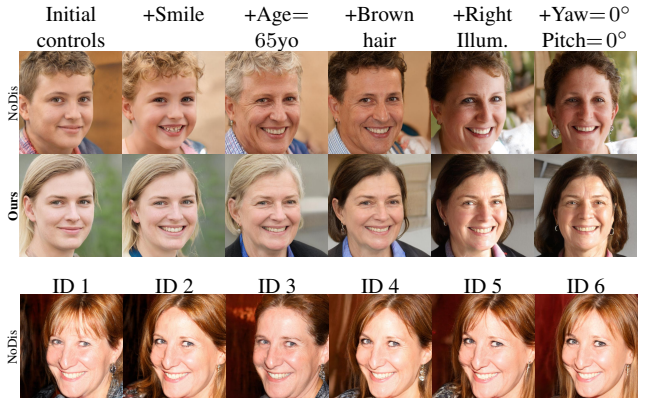 Initial controls
+Smile
+Age=65yo
+Brown hair
+Right Illum.
+Yaw=0° Pitch=0°
NoDis
Ours
ID 1 ID 2 ID 3 ID 4 ID 5 ID 6
NoDis